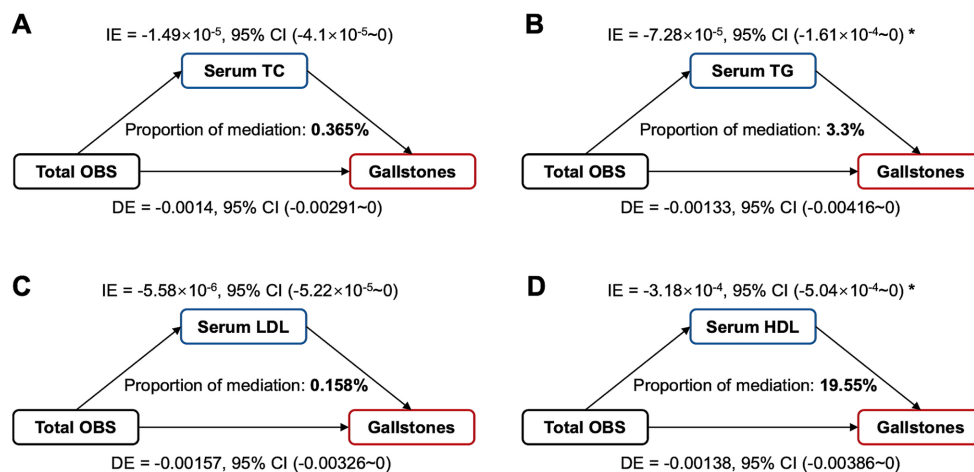 A
IE = -1.49×10⁻⁵, 95% CI (-4.1×10⁻⁵~0)
Serum TC
Proportion of mediation: 0.365%
Total OBS
Gallstones
DE = -0.0014, 95% CI (-0.00291~0)
B
IE = -7.28×10⁻⁵, 95% CI (-1.61×10⁻⁴~0) *
Serum TG
Proportion of mediation: 3.3%
Total OBS
Gallstones
DE = -0.00133, 95% CI (-0.00416~0)
C
IE = -5.58×10⁻⁶, 95% CI (-5.22×10⁻⁵~0)
Serum LDL
Proportion of mediation: 0.158%
Total OBS
Gallstones
DE = -0.00157, 95% CI (-0.00326~0)
D
IE = -3.18×10⁻⁴, 95% CI (-5.04×10⁻⁴~0) *
Serum HDL
Proportion of mediation: 19.55%
Total OBS
Gallstones
DE = -0.00138, 95% CI (-0.00386~0)